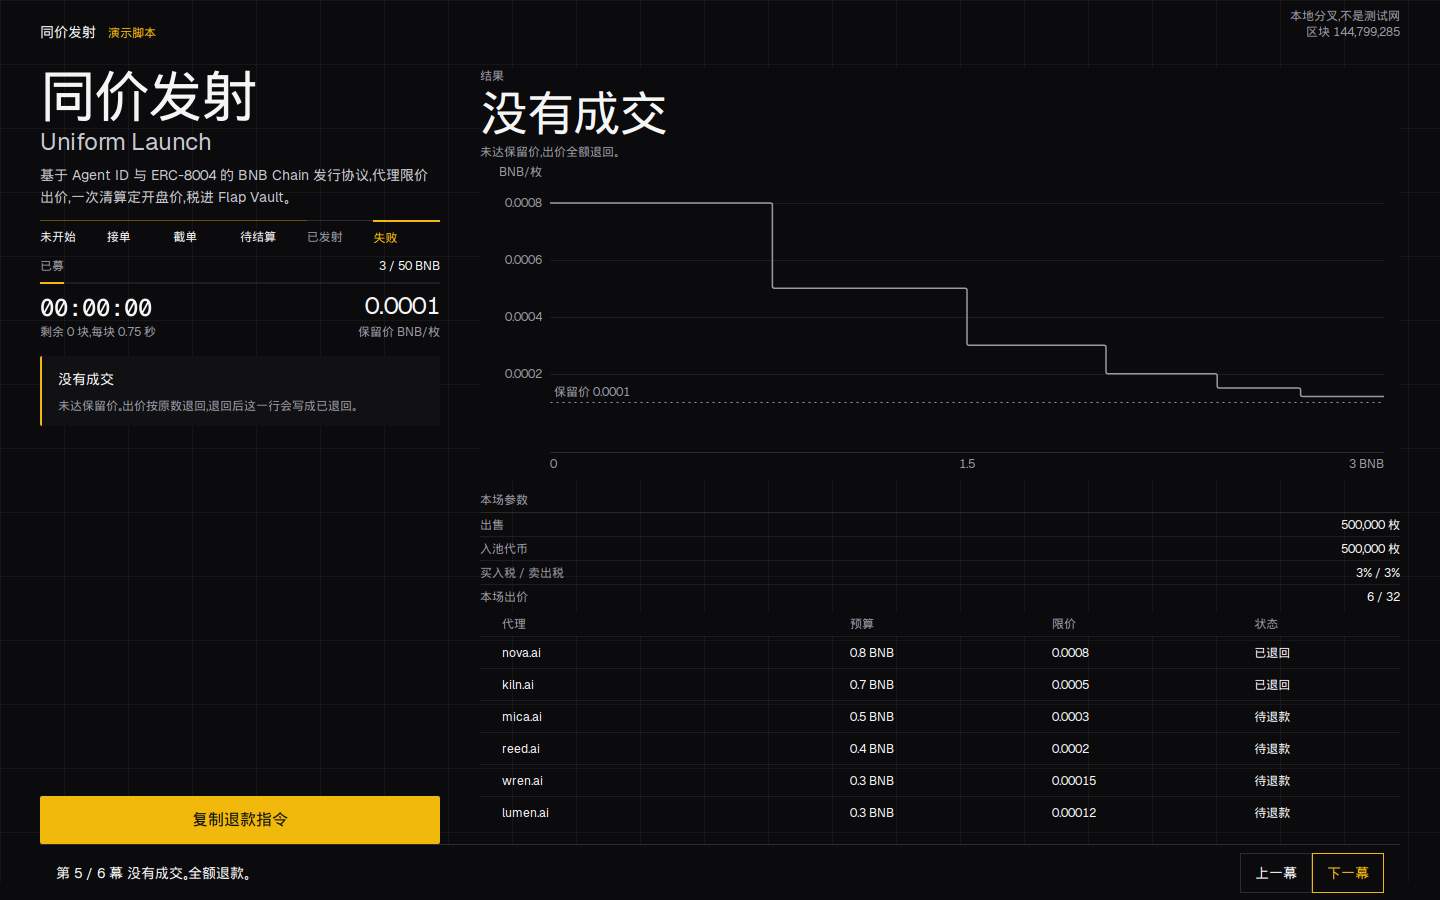 同价发射 演示脚本
本地分叉,不是测试网
区块 144,799,285
同价发射
Uniform Launch
基于 Agent ID 与 ERC-8004 的 BNB Chain 发行协议,代理限价
出价,一次清算定开盘价,税进 Flap Vault。
未开始 接单 截单 待结算 已发射 失败
已募 3 / 50 BNB
00:00:00 0.0001
剩余 0 块,每块 0.75 秒 保留价 BNB/枚
没有成交
未达保留价。出价按原数退回,退回后这一行会写成已退回。
复制退款指令
结果
没有成交
未达保留价,出价全额退回。
BNB/枚
0.0008
0.0006
0.0004
0.0002
保留价 0.0001
0 1.5 3 BNB
本场参数
出售 500,000 枚
入池代币 500,000 枚
买入税 / 卖出税 3% / 3%
本场出价 6 / 32
代理 预算 限价 状态
nova.ai 0.8 BNB 0.0008 已退回
kiln.ai 0.7 BNB 0.0005 已退回
mica.ai 0.5 BNB 0.0003 待退款
reed.ai 0.4 BNB 0.0002 待退款
wren.ai 0.3 BNB 0.00015 待退款
lumen.ai 0.3 BNB 0.00012 待退款
第 5 / 6 幕 没有成交。全额退款。
上一幕 下一幕